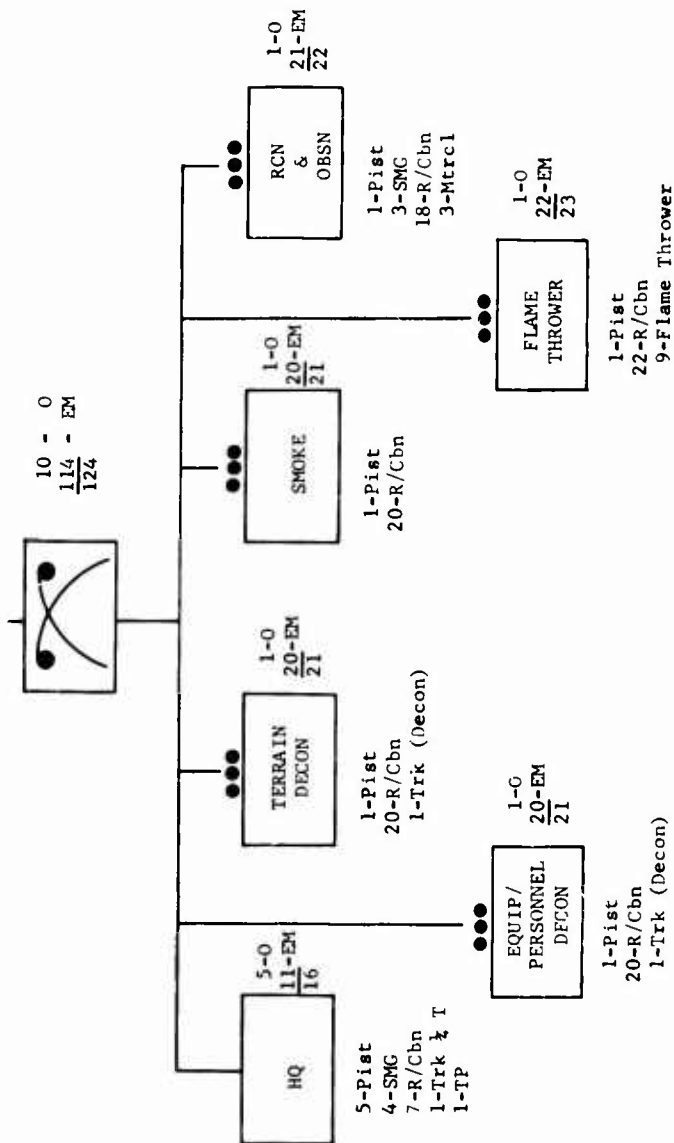 10 - O
114 - EM
124
HQ
5-O
11-EM
16
5-Pist
4-SMG
7-R/Cbn
1-Trk ¼ T
1-TP
EQUIP/
PERSONNEL
DECON
1-O
20-EM
21
1-Pist
20-R/Cbn
1-Trk (Decon)
TERRAIN
DECON
1-O
20-EM
21
1-Pist
20-R/Cbn
1-Trk (Decon)
SMOKE
1-O
20-EM
21
1-Pist
20-R/Cbn
FLAME
THROWER
1-O
22-EM
23
1-Pist
22-R/Cbn
9-Flame Thrower
RCN
&
OBSN
1-O
21-EM
22
1-Pist
3-SMG
18-R/Cbn
3-Mtrcl